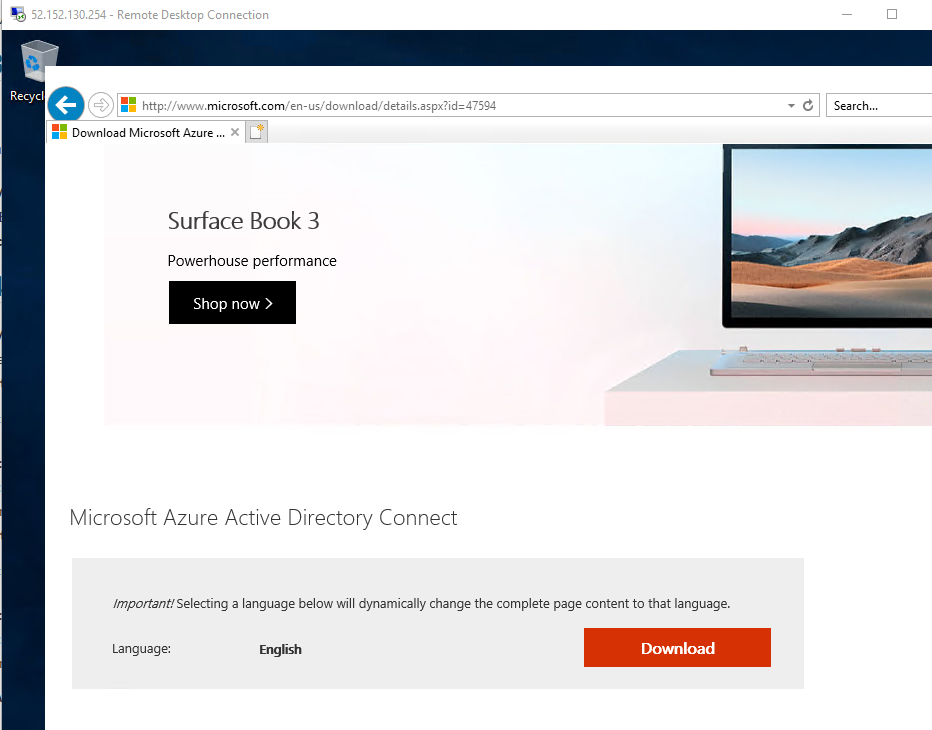 52.152.130.254 - Remote Desktop Connection
Recycl
http://www.microsoft.com/en-us/download/details.aspx?id=47594
Search...
Download Microsoft Azure ...
Surface Book 3
Powerhouse performance
Shop now >
Microsoft Azure Active Directory Connect
Important! Selecting a language below will dynamically change the complete page content to that language.
Language:
English
Download